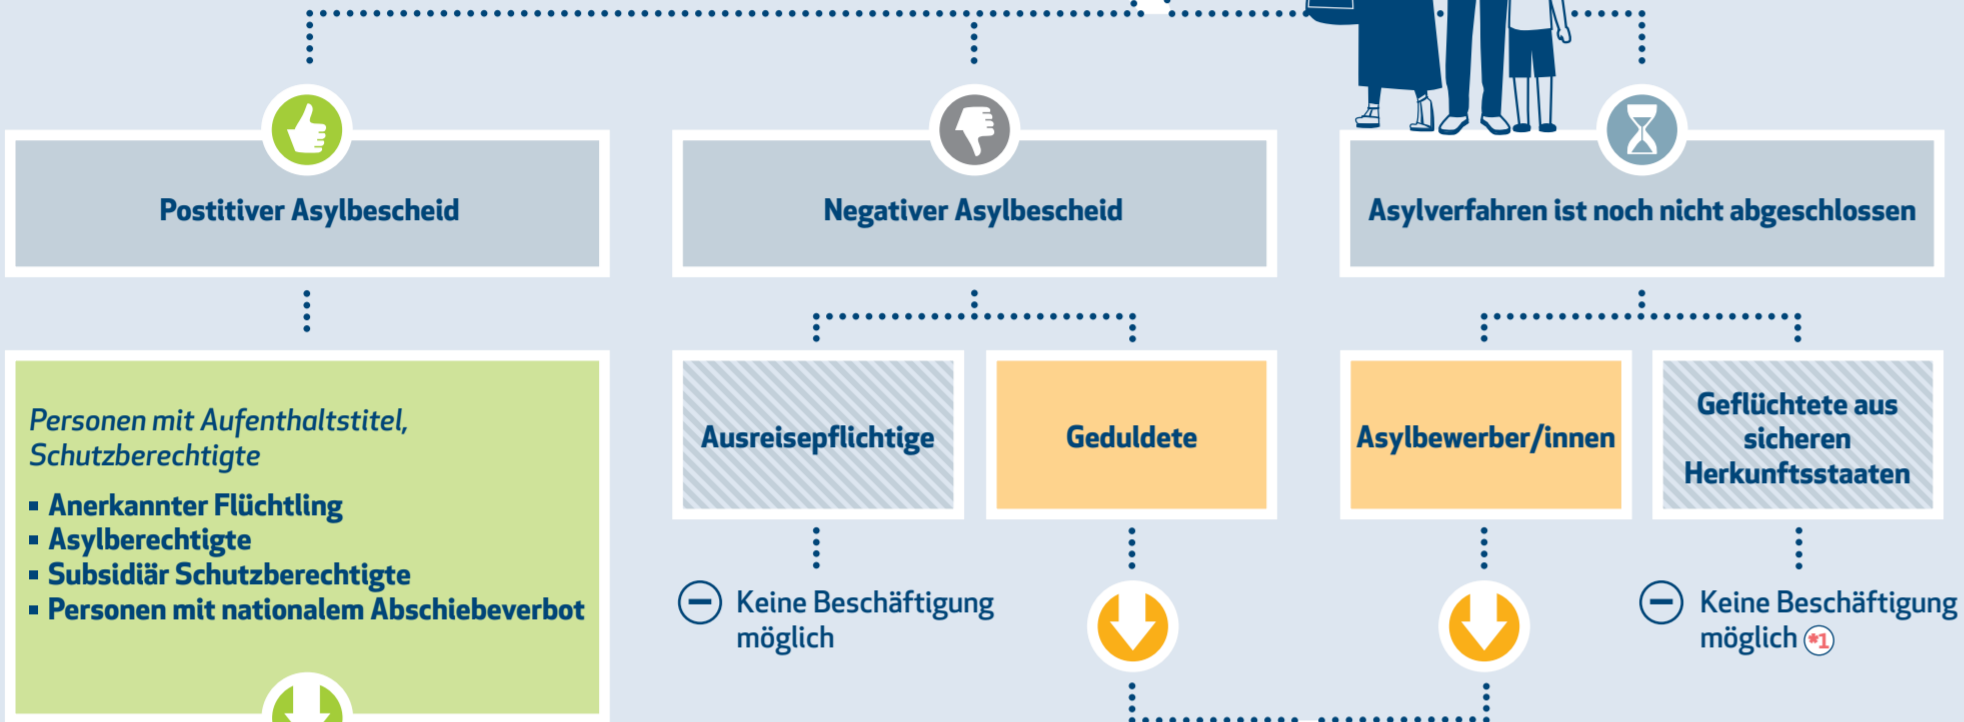 Postitiver Asylbescheid
Negativer Asylbescheid
Asylverfahren ist noch nicht abgeschlossen
Personen mit Aufenthaltstitel,
Schutzberechtigte
▪ Anerkannter Flüchtling
▪ Asylberechtigte
▪ Subsidiär Schutzberechtigte
▪ Personen mit nationalem Abschiebeverbot
Ausreisepflichtige
Geduldete
Asylbewerber/innen
Geflüchtete aus
sicheren
Herkunftsstaaten
Keine Beschäftigung
möglich
Keine Beschäftigung
möglich *1